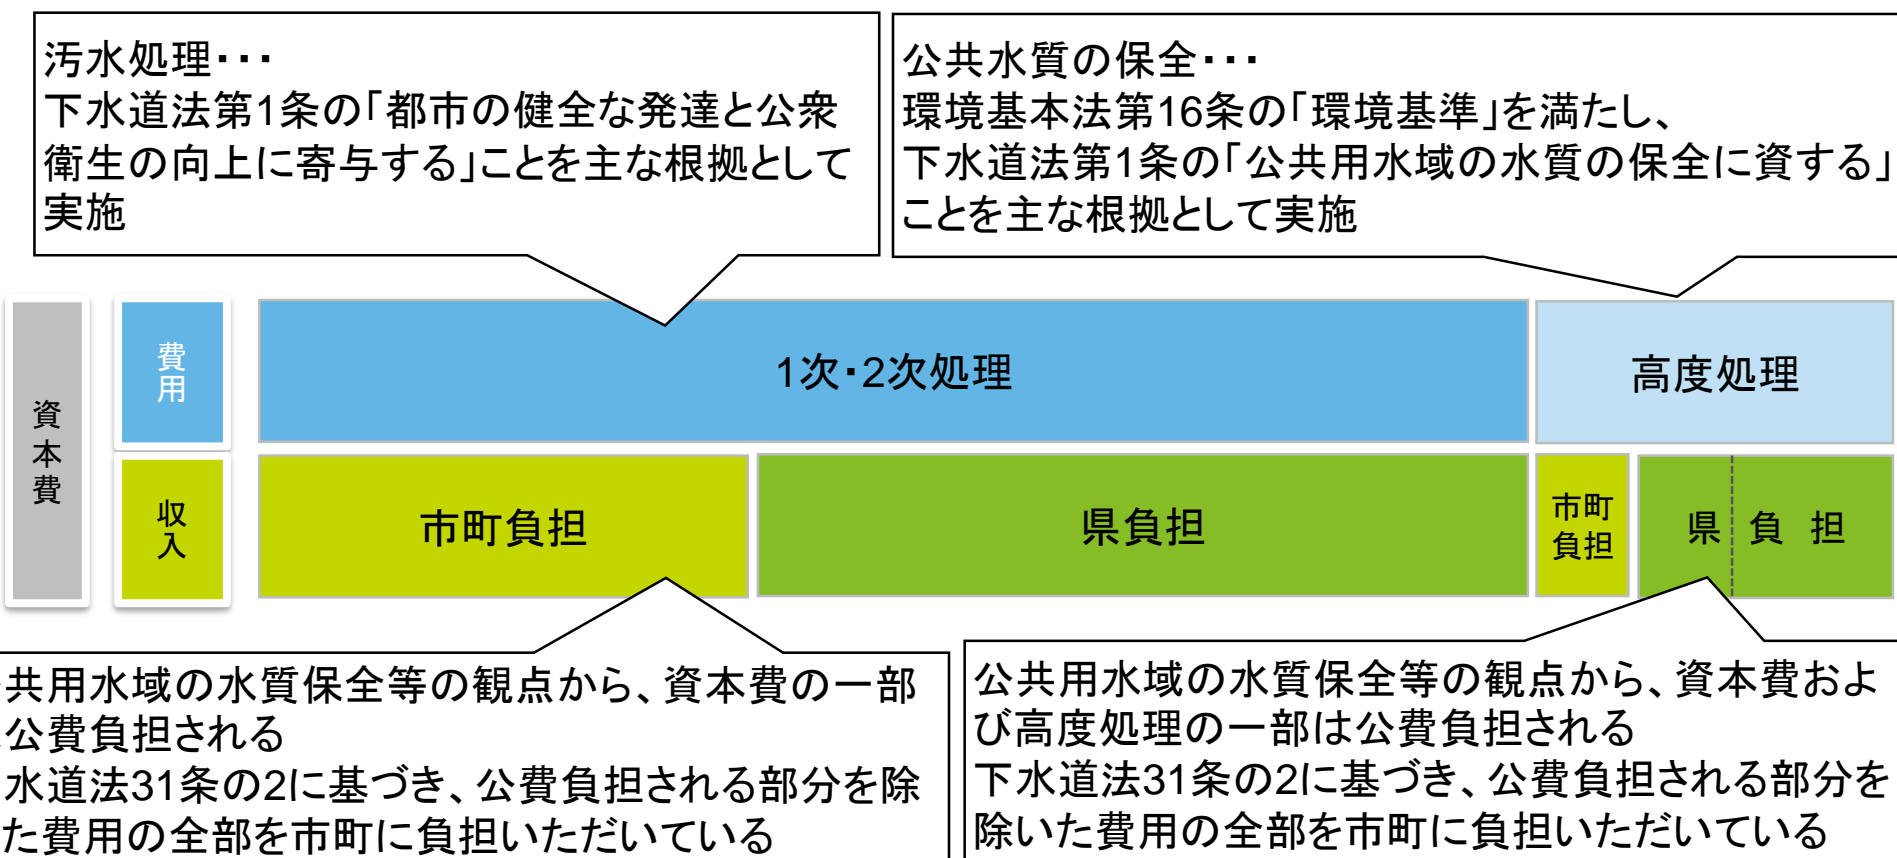 汚水処理・・・
下水道法第1条の「都市の健全な発達と公衆
衛生の向上に寄与する」ことを主な根拠として
実施
公共水質の保全・・・
環境基本法第16条の「環境基準」を満たし、
下水道法第1条の「公共用水域の水質の保全に資する」
ことを主な根拠として実施
資本費
費用
1次・2次処理
高度処理
収入
市町負担
県負担
市町
負担
県負担
共用水域の水質保全等の観点から、資本費の一部
公費負担される
水道法31条の2に基づき、公費負担される部分を除
た費用の全部を市町に負担いただいている
公共用水域の水質保全等の観点から、資本費およ
び高度処理の一部は公費負担される
下水道法31条の2に基づき、公費負担される部分を
除いた費用の全部を市町に負担いただいている